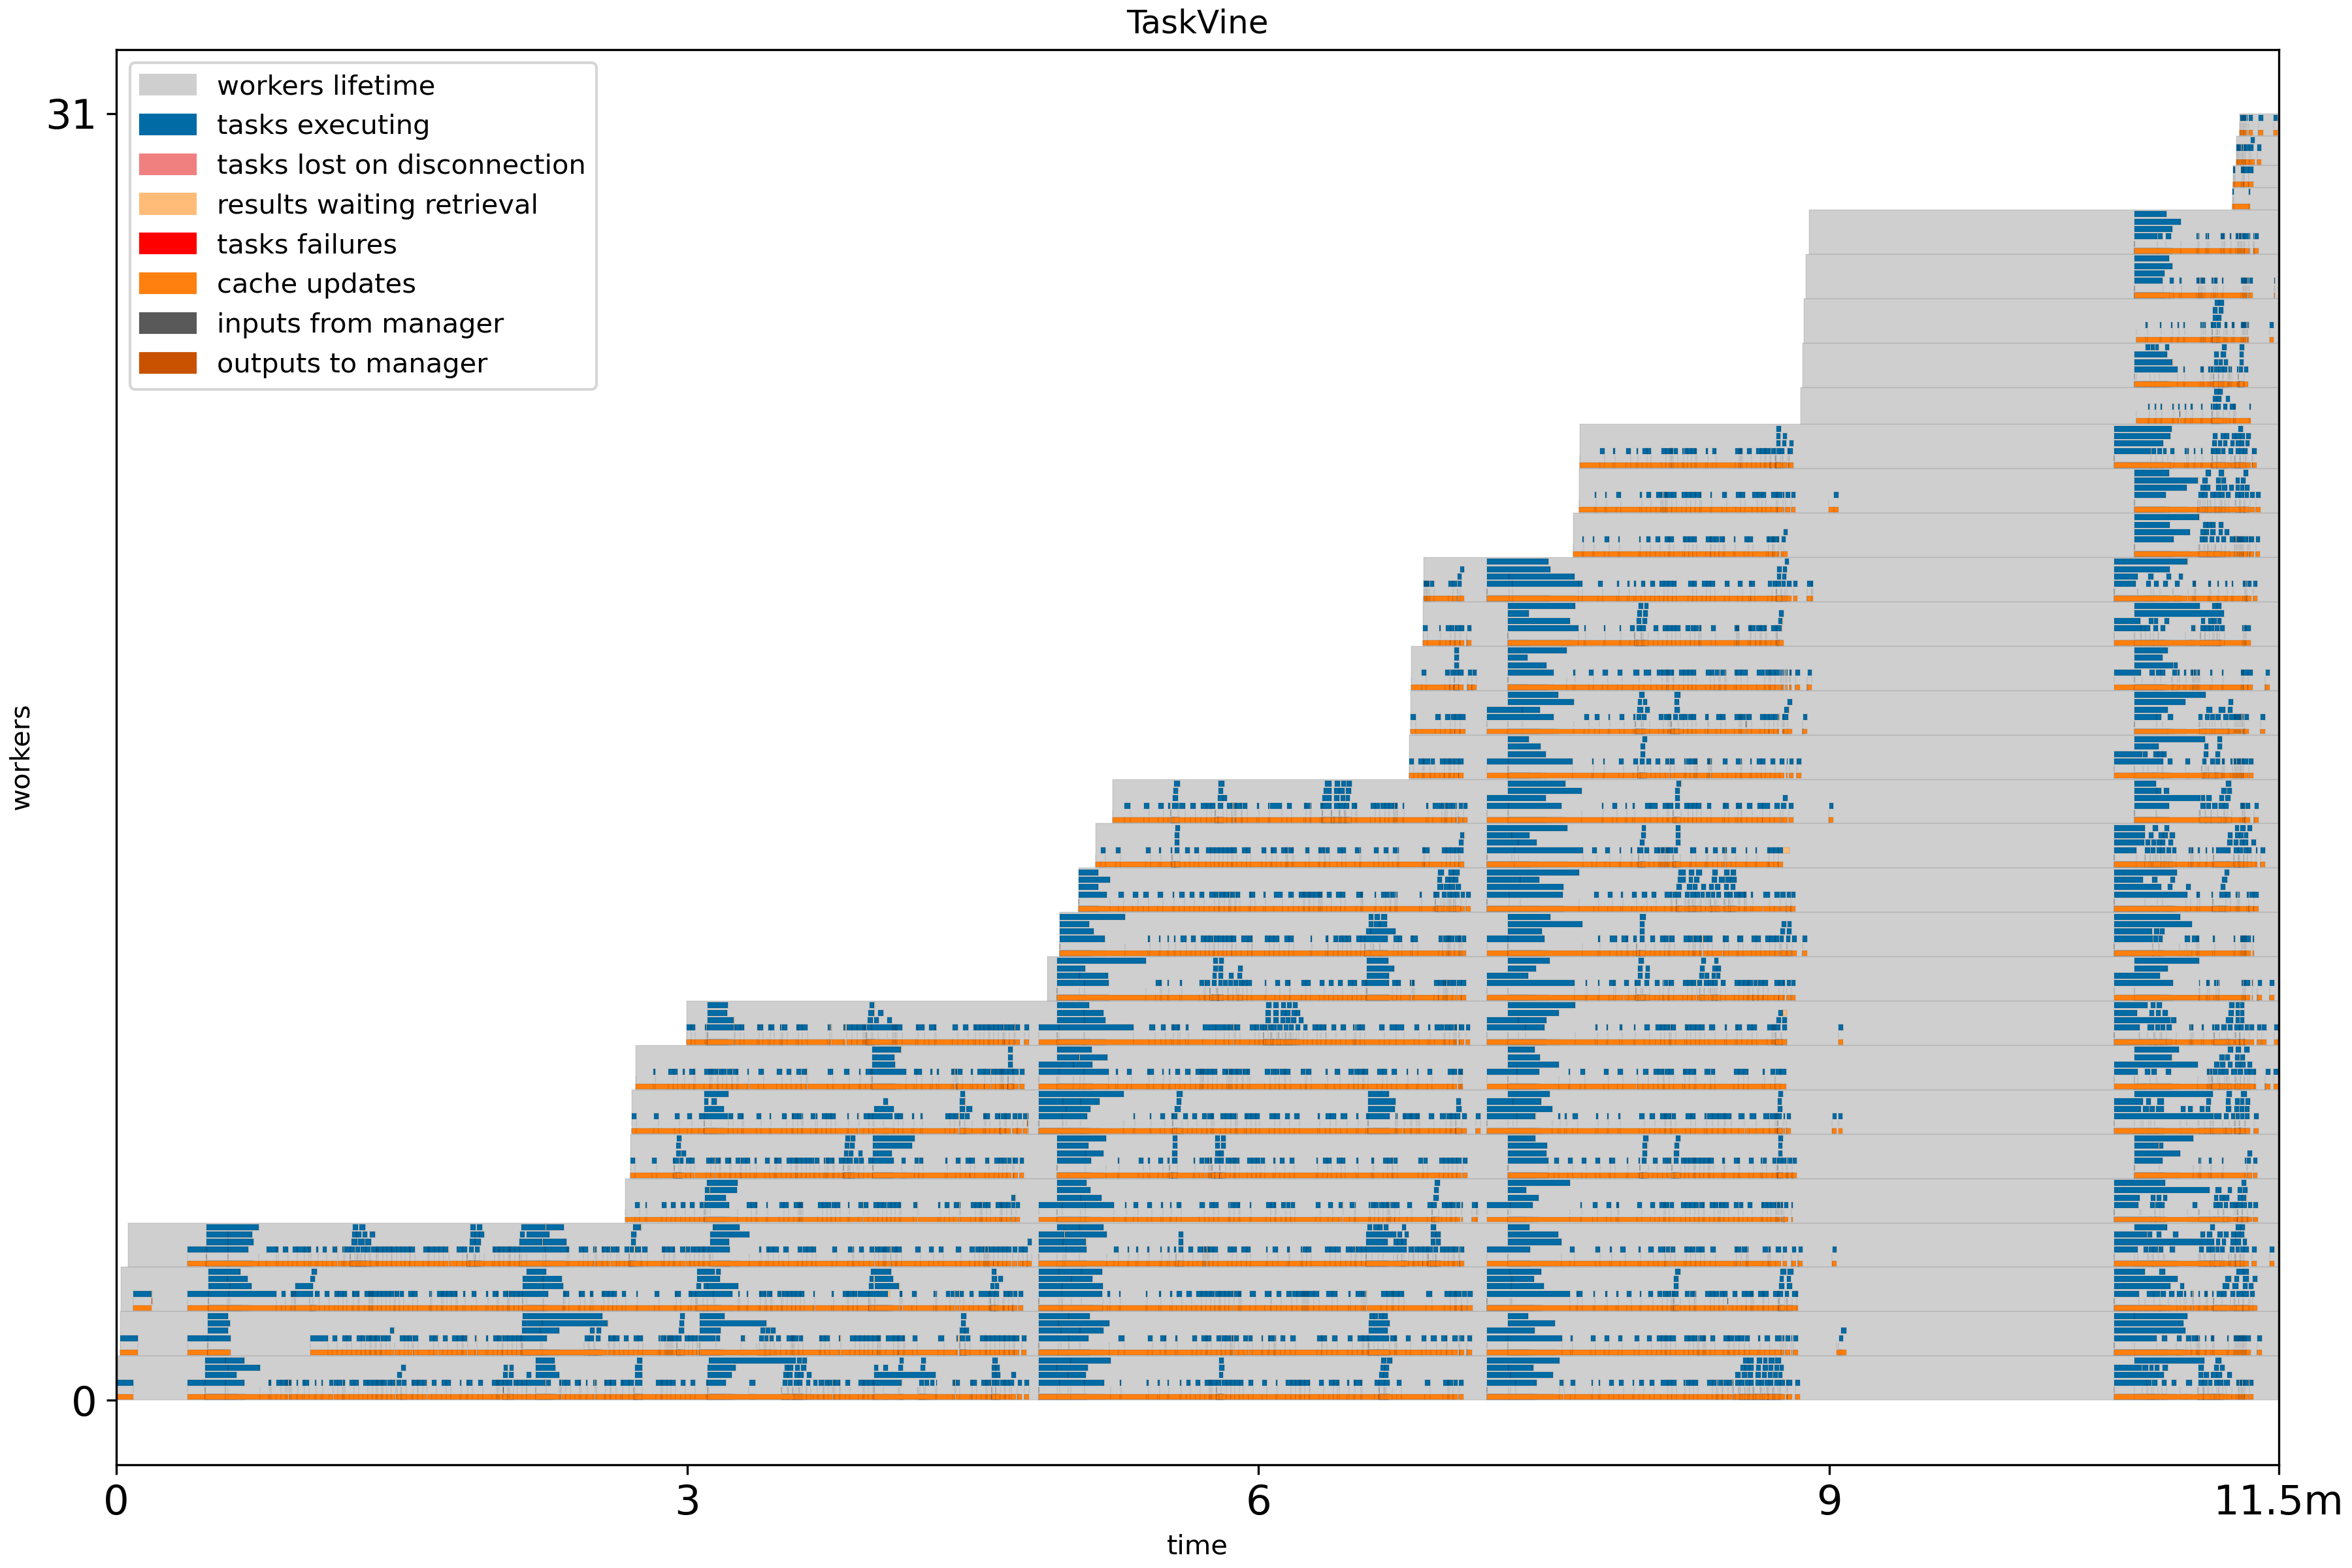 TaskVine
31
workers lifetime
tasks executing
tasks lost on disconnection
results waiting retrieval
tasks failures
cache updates
inputs from manager
outputs to manager
workers
0
0 3 6 9 11.5m
time